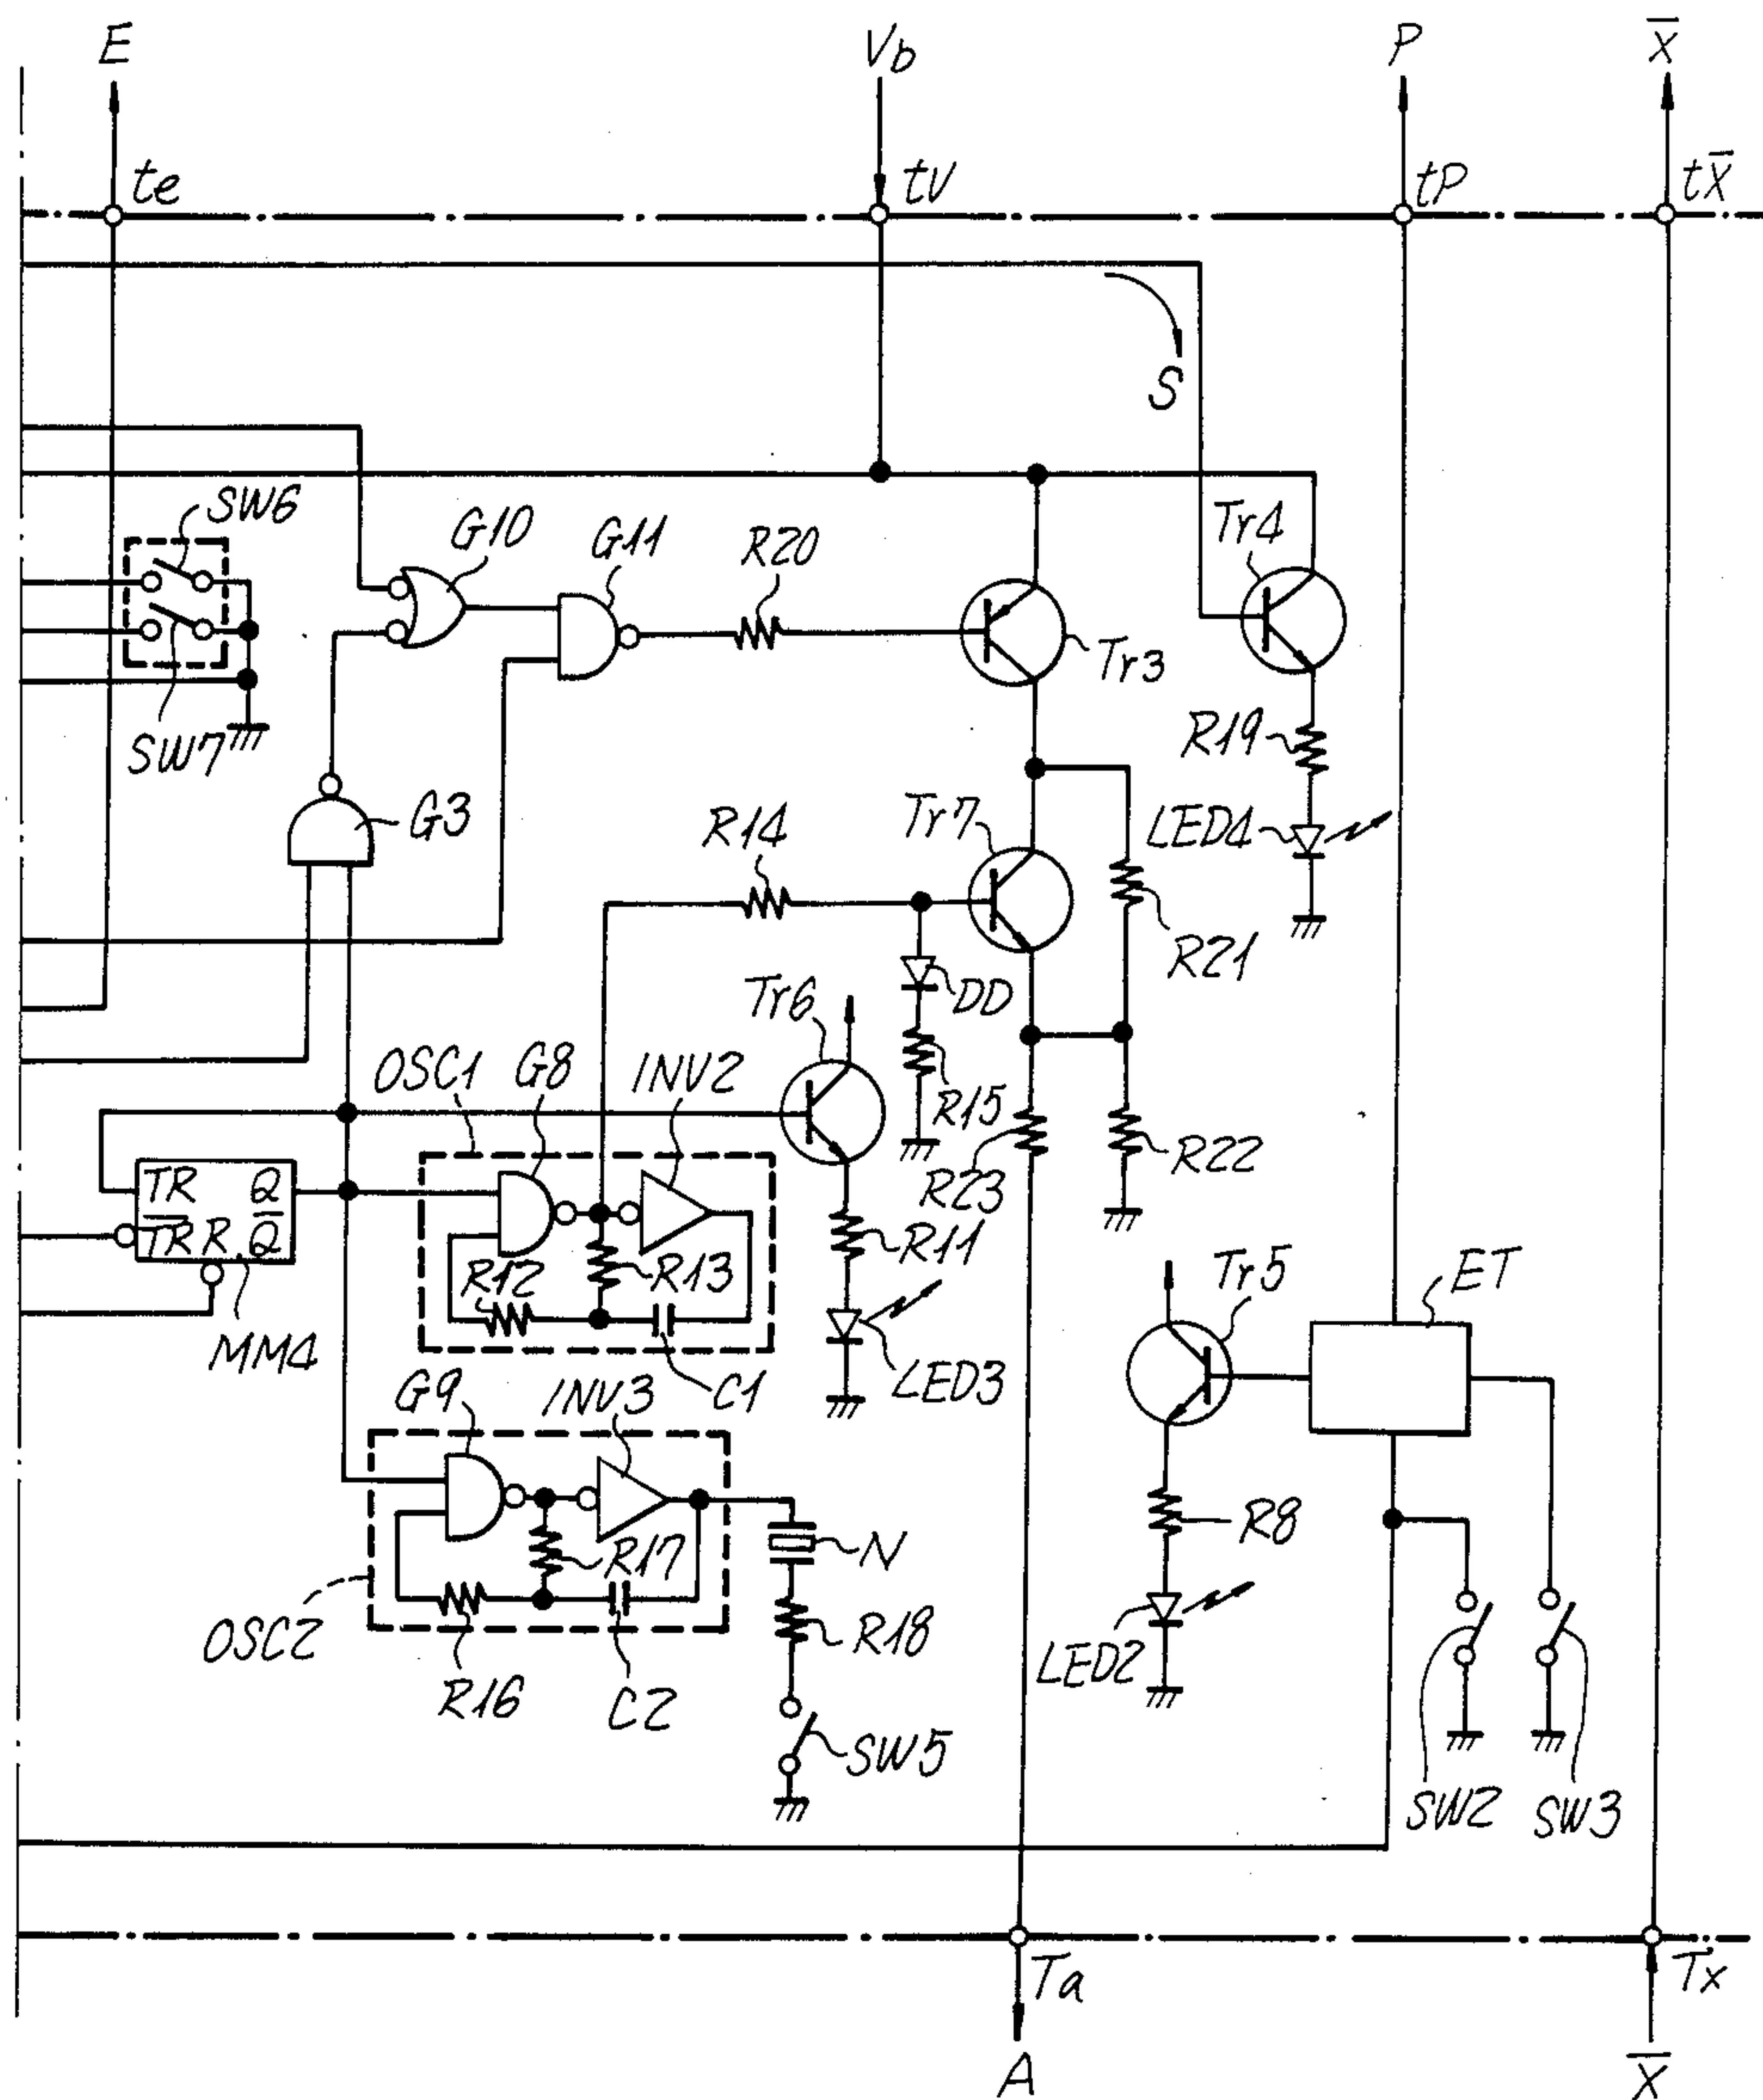 E
Vb
P
X̅
te
tV
tP
tX̅
S
SW6
G10
G11
R20
Tr4
Tr3
SW7
R19
G3
R14
Tr7
LED4
R21
DD
Tr6
OSC1
G8
INV2
R15
R23
R22
TR Q
T̅R̅ R Q̅
R12
R13
R11
Tr5
ET
MM4
C1
LED3
G9
INV3
N
R8
R17
OSC2
R18
LED2
R16
C2
SW5
SW2
SW3
Ta
Tx
A
X̅